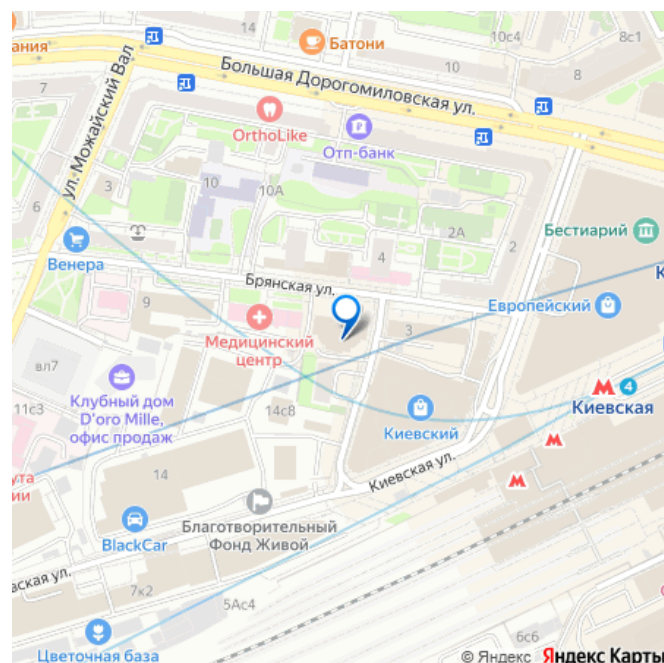 14
10с4
8с1
ания
Батони
10
8
Большая Дорогомиловская ул.
7
ул. Можайский Вал
OrthoLike
Отп-банк
3
10
10А
6
2А
2
Бестиарий
4
Венера
Брянская ул.
К
9
Европейский
Медицинский
центр
3
вл7
4
Клубный дом
D'oro Mille,
офис продаж
14с8
Киевская
11с3
Киевский
ута
ии
14
Киевская ул.
BlackCar
Благотворительный
Фонд Живой
вская ул.
7к2
5Ас4
6с6
Цветочная база
© Яндекс Яндекс Карты